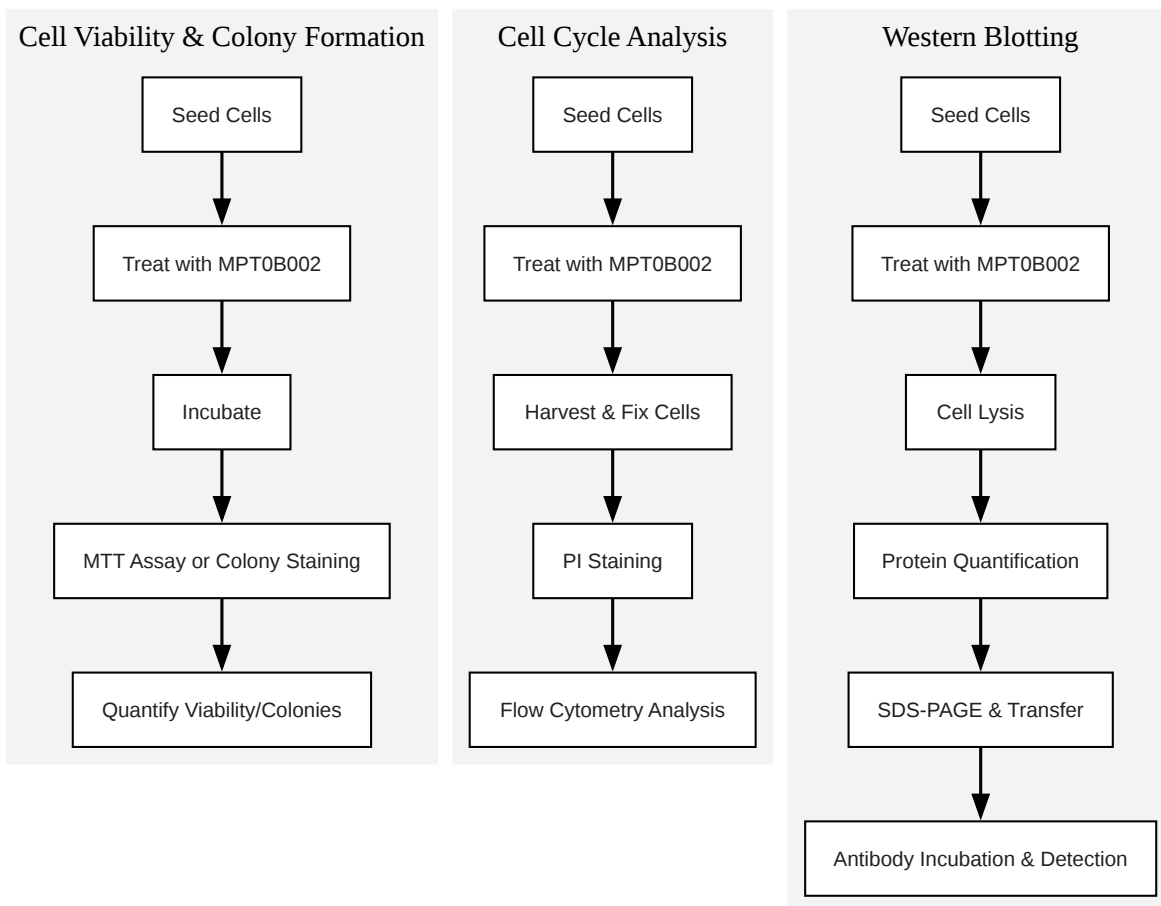 Cell Viability & Colony Formation
Seed Cells
Treat with MPT0B002
Incubate
MTT Assay or Colony Staining
Quantify Viability/Colonies
Cell Cycle Analysis
Seed Cells
Treat with MPT0B002
Harvest & Fix Cells
PI Staining
Flow Cytometry Analysis
Western Blotting
Seed Cells
Treat with MPT0B002
Cell Lysis
Protein Quantification
SDS-PAGE & Transfer
Antibody Incubation & Detection